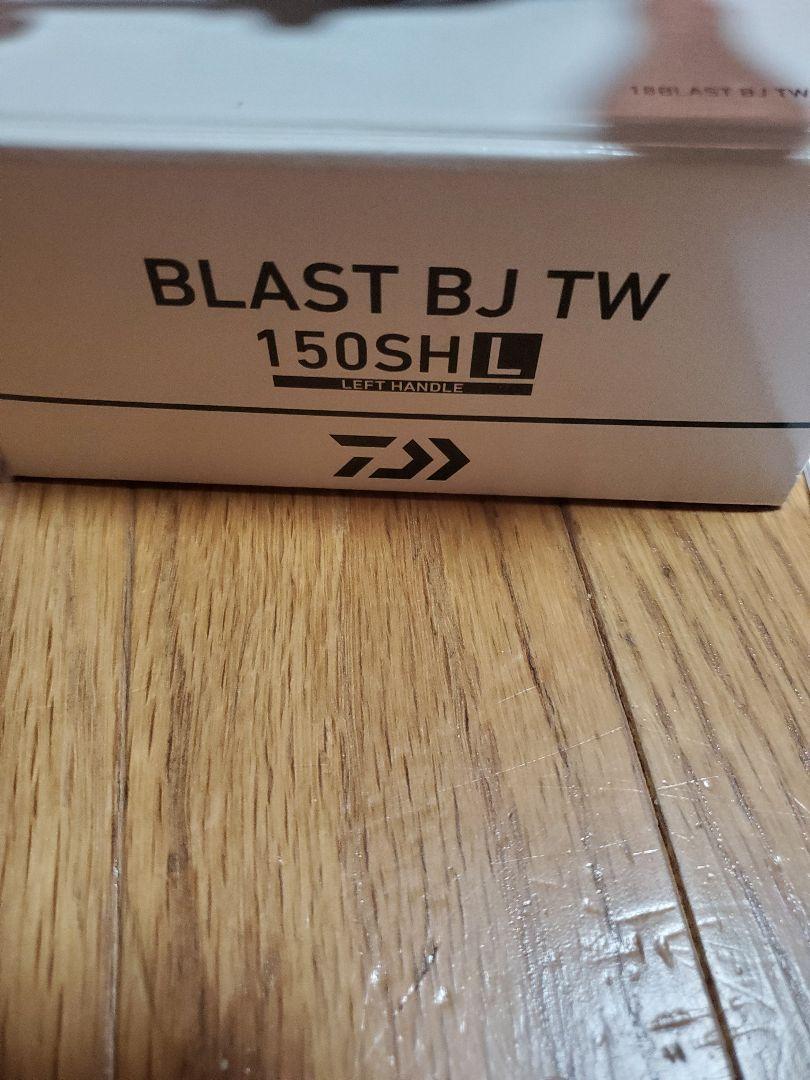 18BLAST BJ TW
BLAST BJ TW
150SH L
LEFT HANDLE